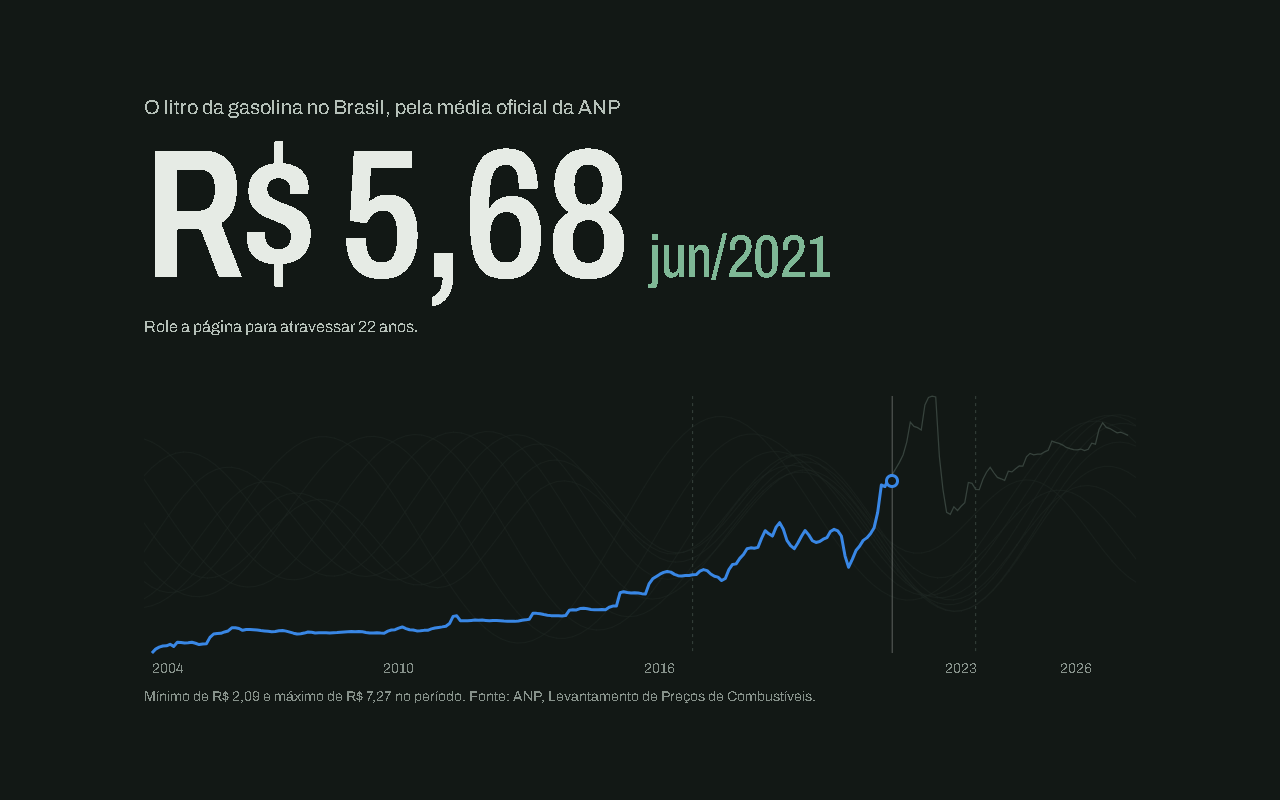 O litro da gasolina no Brasil, pela média oficial da ANP
R$ 5,68 jun/2021
Role a página para atravessar 22 anos.
2004 2010 2016 2023 2026
Mínimo de R$ 2,09 e máximo de R$ 7,27 no período. Fonte: ANP, Levantamento de Preços de Combustíveis.